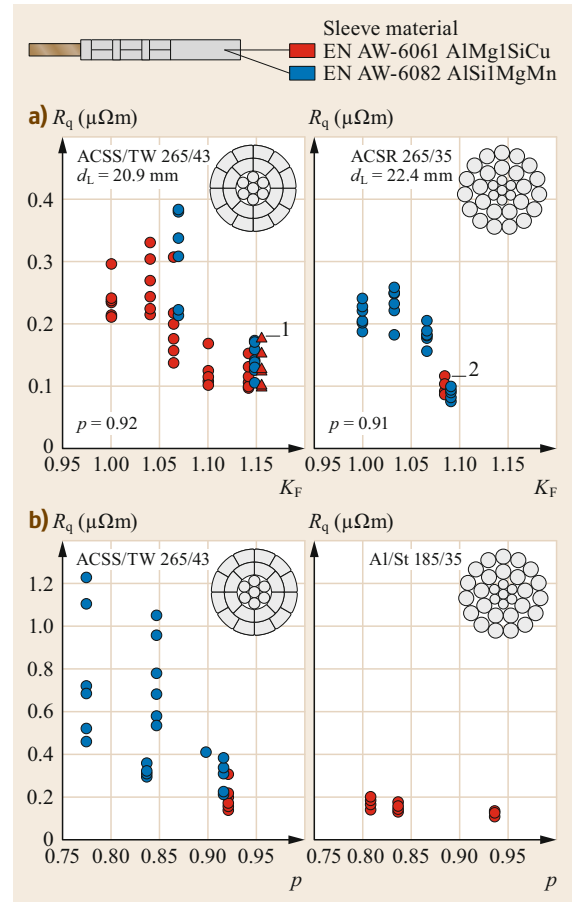 Sleeve material
EN AW-6061 AlMg1SiCu
EN AW-6082 AlSi1MgMn
a) Rq (μΩm)
Rq (μΩm)
ACSS/TW 265/43
dL = 20.9 mm
ACSR 265/35
dL = 22.4 mm
0.4
0.3
0.2
0.1
0
1
2
p = 0.92
p = 0.91
0.95 1.00 1.05 1.10 1.15
KF
0.95 1.00 1.05 1.10 1.15
KF
b) Rq (μΩm)
Rq (μΩm)
ACSS/TW 265/43
Al/St 185/35
1.2
1.0
0.8
0.6
0.4
0.2
0
0.75 0.80 0.85 0.90 0.95
p
0.75 0.80 0.85 0.90 0.95
p